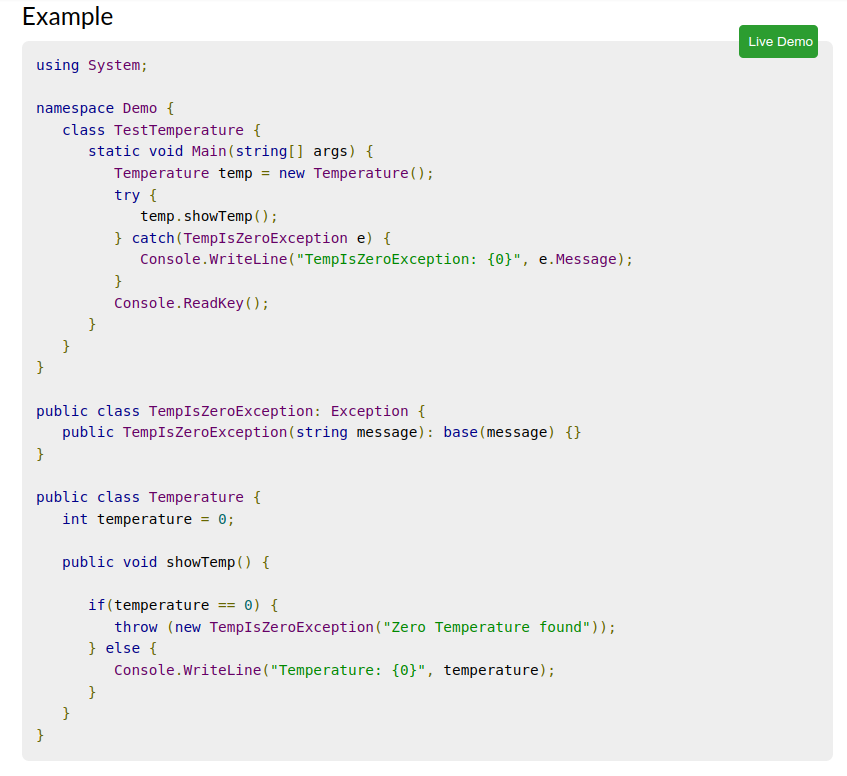 Example
Live Demo
using System;
namespace Demo {
   class TestTemperature {
      static void Main(string[] args) {
         Temperature temp = new Temperature();
         try {
            temp.showTemp();
         } catch(TempIsZeroException e) {
            Console.WriteLine("TempIsZeroException: {0}", e.Message);
         }
         Console.ReadKey();
      }
   }
}
public class TempIsZeroException: Exception {
   public TempIsZeroException(string message): base(message) {}
}
public class Temperature {
   int temperature = 0;
   public void showTemp() {
      if(temperature == 0) {
         throw (new TempIsZeroException("Zero Temperature found"));
      } else {
         Console.WriteLine("Temperature: {0}", temperature);
      }
   }
}